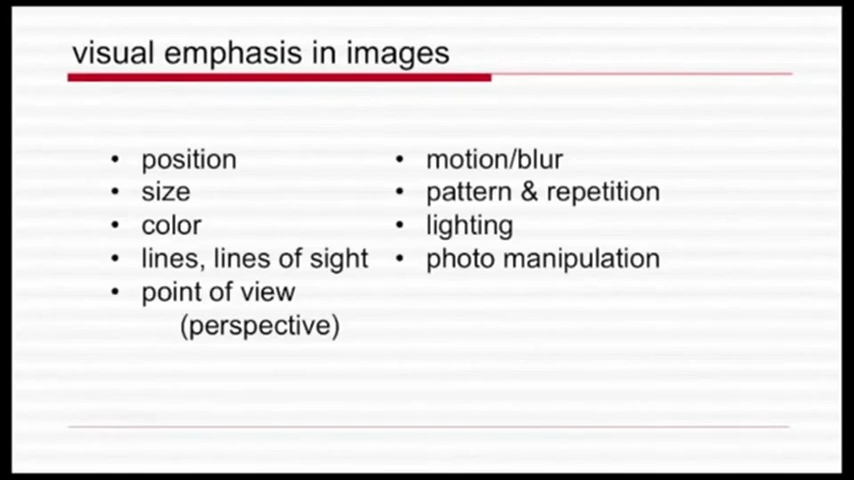 visual emphasis in images
• position
• size
• color
• lines, lines of sight
• point of view
(perspective)
• motion/blur
• pattern & repetition
• lighting
• photo manipulation